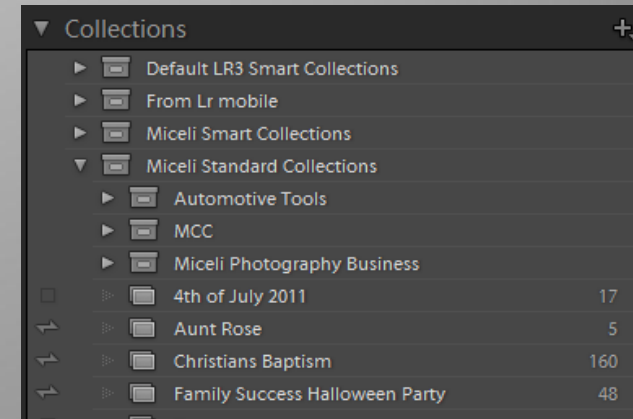 Collections
Default LR3 Smart Collections
From Lr mobile
Miceli Smart Collections
Miceli Standard Collections
Automotive Tools
MCC
Miceli Photography Business
4th of July 2011 17
Aunt Rose 5
Christians Baptism 160
Family Success Halloween Party 48